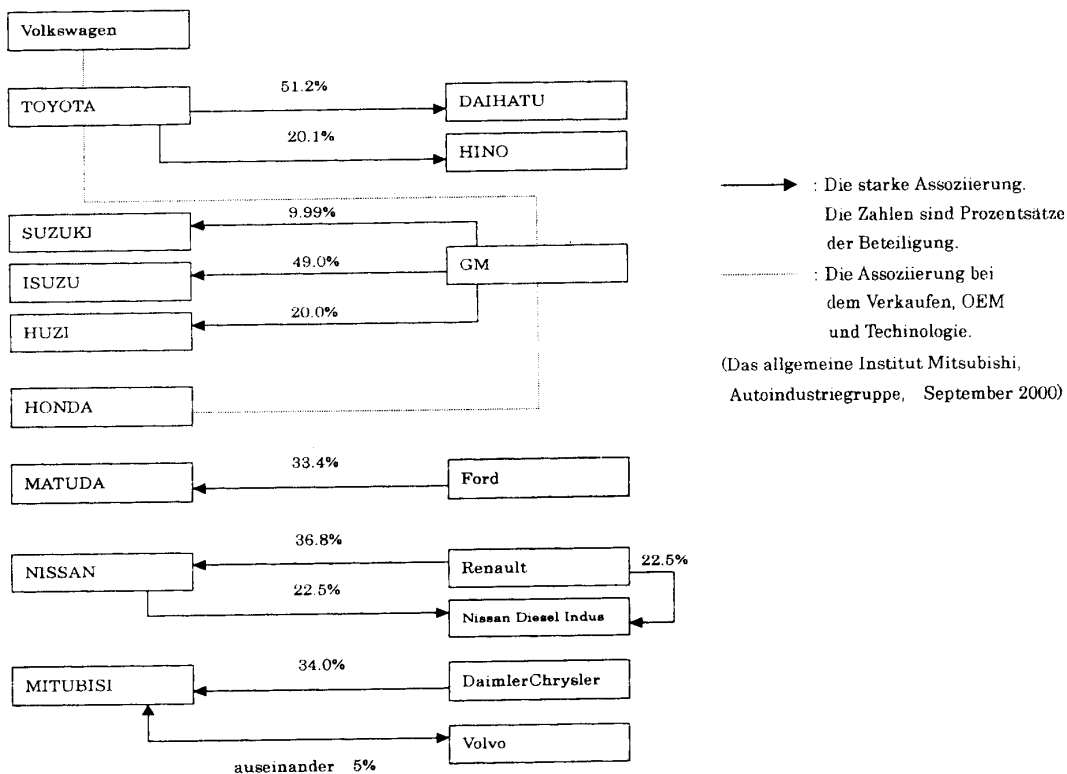 Volkswagen
51.2%
TOYOTA
DAIHATU
20.1%
HINO
9.99%
SUZUKI
49.0%
GM
ISUZU
20.0%
HUZI
HONDA
: Die starke Assoziierung.
Die Zahlen sind Prozentsätze
der Beteiligung.
: Die Assoziierung bei
dem Verkaufen, OEM
und Techinologie.
(Das allgemeine Institut Mitsubishi,
Autoindustriegruppe, September 2000)
33.4%
MATUDA
Ford
36.8%
NISSAN
Renault
22.5%
22.5%
Nissan Diesel Indus
34.0%
MITUBISI
DaimlerChrysler
Volvo
auseinander 5%